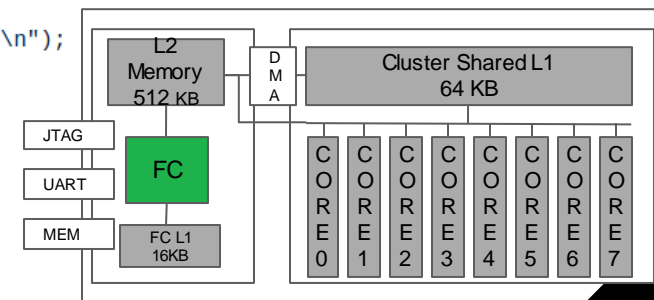 \n");
L2
Memory
512 KB
D
M
A
Cluster Shared L1
64 KB
JTAG
UART
MEM
FC
FC L1
16KB
C
O
R
E
0
C
O
R
E
1
C
O
R
E
2
C
O
R
E
3
C
O
R
E
4
C
O
R
E
5
C
O
R
E
6
C
O
R
E
7